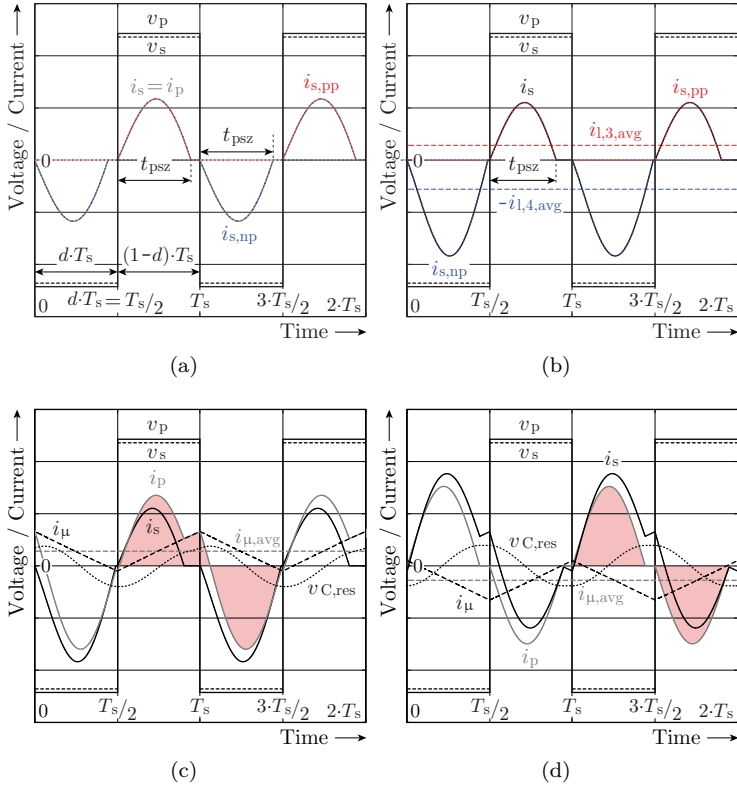 Voltage / Current
v_p
v_s
i_s = i_p
i_s,pp
t_psz
0
t_psz
i_s,np
d·T_s
(1-d)·T_s
0
d·T_s = T_s/2
T_s
3·T_s/2
2·T_s
Time
(a)
Voltage / Current
v_p
v_s
i_s
i_s,pp
i_l,3,avg
0
t_psz
-i_l,4,avg
i_s,np
0
T_s/2
T_s
3·T_s/2
2·T_s
Time
(b)
Voltage / Current
v_p
v_s
i_p
i_μ
i_s
i_μ,avg
0
v_C,res
0
T_s/2
T_s
3·T_s/2
2·T_s
Time
(c)
Voltage / Current
v_p
v_s
i_s
v_C,res
0
i_μ
i_μ,avg
i_p
0
T_s/2
T_s
3·T_s/2
2·T_s
Time
(d)